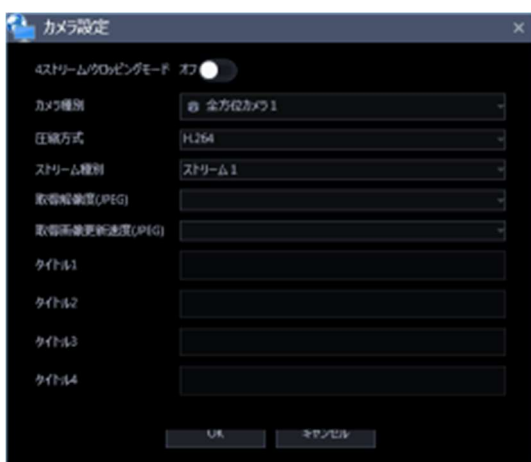 カメラ設定
4ストリーム/クロッピングモード オフ
カメラ種別 全方位カメラ1
圧縮方式 H.264
ストリーム種別 ストリーム1
取得解像度(JPEG)
取得画像更新速度(JPEG)
タイトル1
タイトル2
タイトル3
タイトル4
OK キャンセル